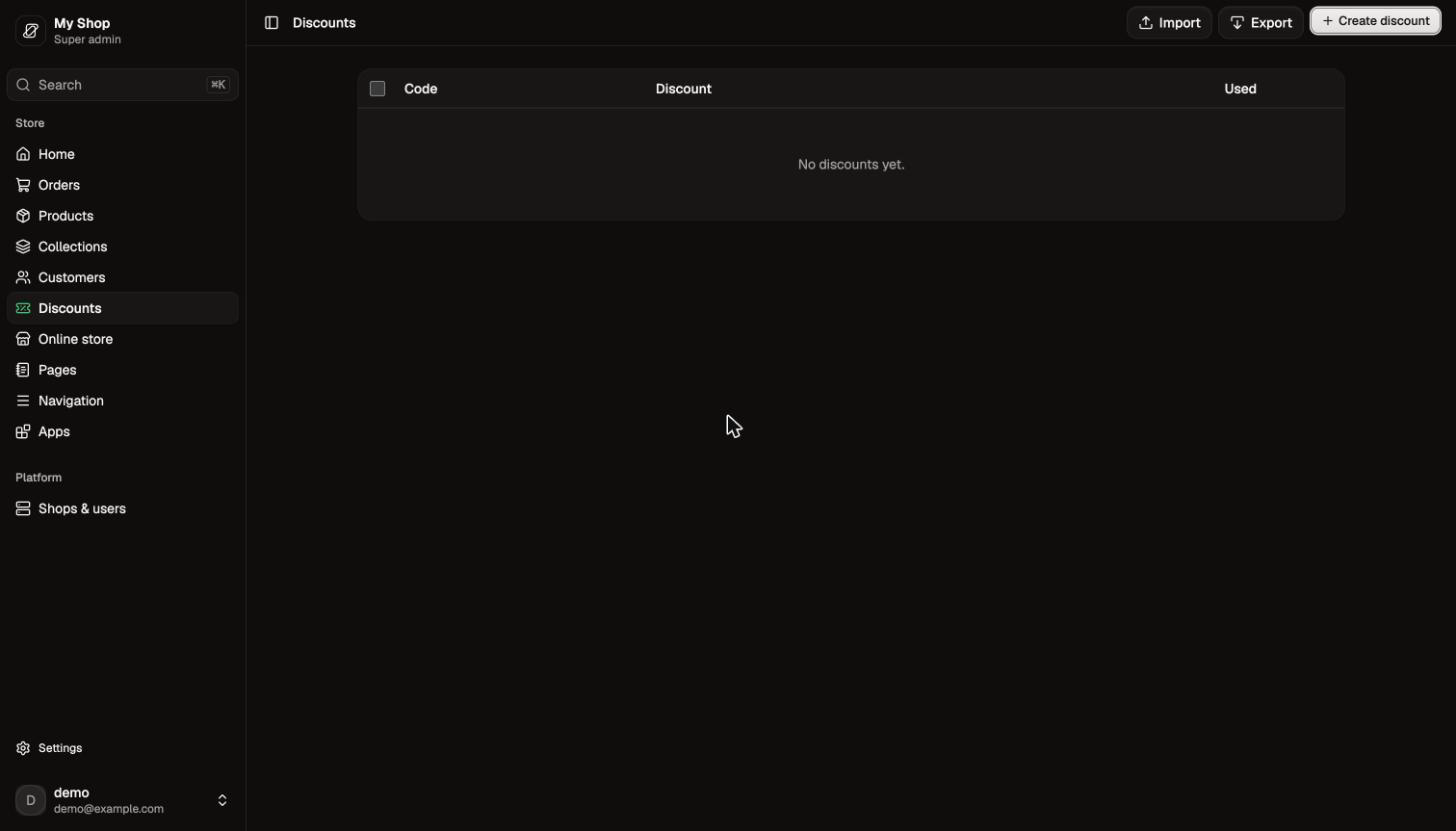 My Shop
Super admin
Search
⌘K
Store
Home
Orders
Products
Collections
Customers
Discounts
Online store
Pages
Navigation
Apps
Platform
Shops & users
Settings
D
demo
demo@example.com
Discounts
Import
Export
+ Create discount
Code Discount Used
No discounts yet.